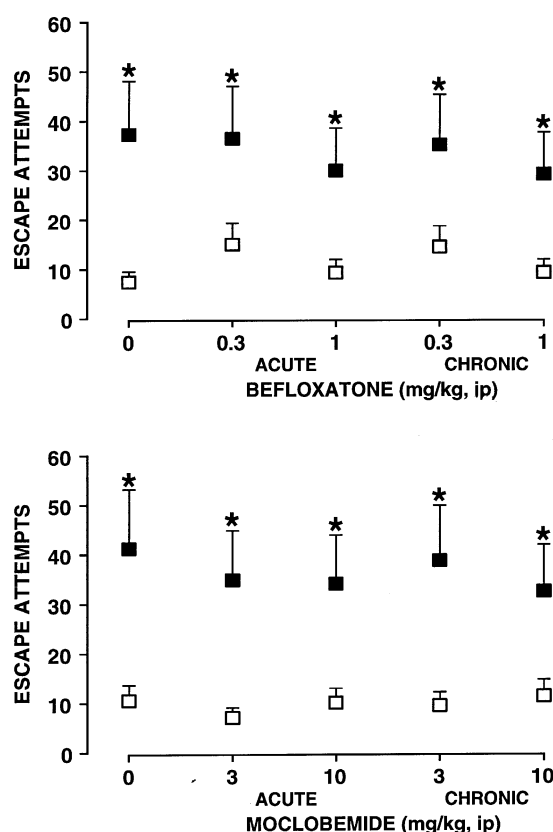 60
50
40
30
20
10
0
ESCAPE ATTEMPTS
* * * * *
0 0.3 1 0.3 1
ACUTE CHRONIC
BEFLOXATONE (mg/kg, ip)
60
50
40
30
20
10
0
ESCAPE ATTEMPTS
* * * * *
0 3 10 3 10
ACUTE CHRONIC
MOCLOBEMIDE (mg/kg, ip)